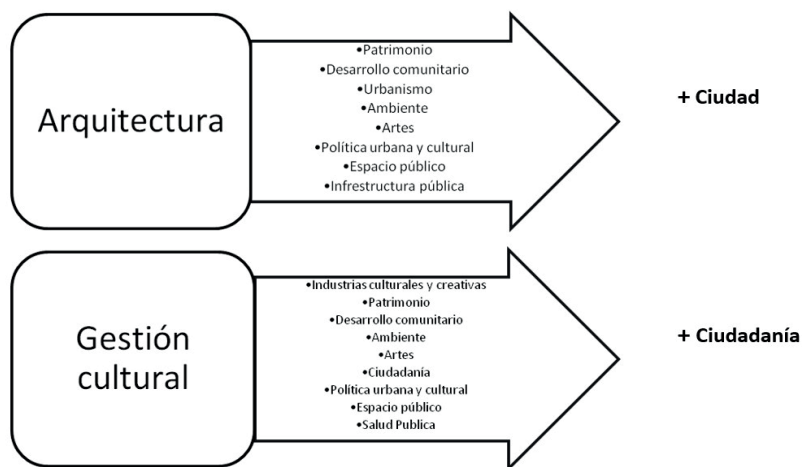 Arquitectura
•Patrimonio
•Desarrollo comunitario
•Urbanismo
•Ambiente
•Artes
•Política urbana y cultural
•Espacio público
•Infrestructura pública
+ Ciudad
Gestión
cultural
•Industrias culturales y creativas
•Patrimonio
•Desarrollo comunitario
•Ambiente
•Artes
•Ciudadanía
•Política urbana y cultural
•Espacio público
•Salud Publica
+ Ciudadanía